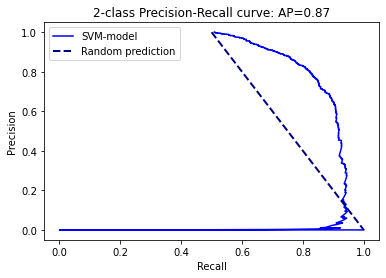 2-class Precision-Recall curve: AP=0.87
SVM-model
Random prediction
Precision
1.0
0.8
0.6
0.4
0.2
0.0
0.0 0.2 0.4 0.6 0.8 1.0
Recall